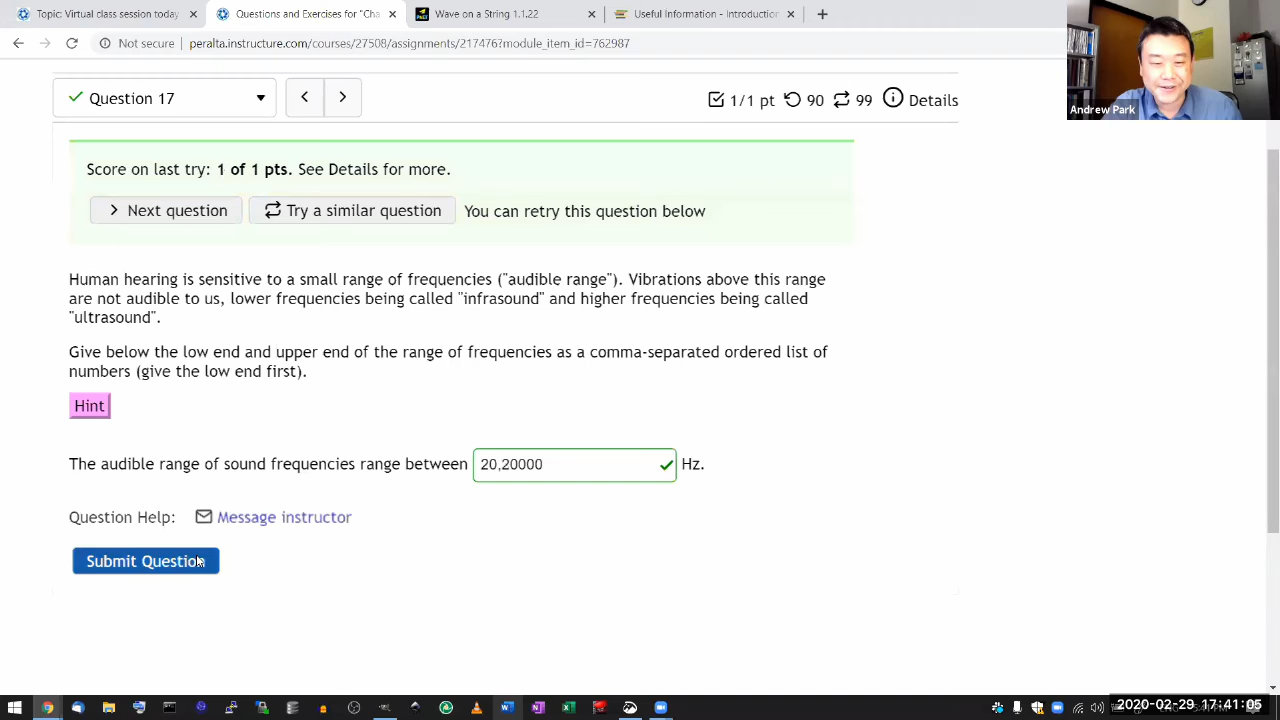 Topic: Virtual class session today
Questions and Exercises for "Cha
Wave on a String 1.1.22
Useful Information - Introduction
Not secure
peralta.instructure.com/courses/27508/assignments/217476?module_item_id=762987
Andrew Park
Question 17
1/1 pt
90
99
Details
Score on last try: 1 of 1 pts. See Details for more.
Next question
Try a similar question
You can retry this question below
Human hearing is sensitive to a small range of frequencies ("audible range"). Vibrations above this range
are not audible to us, lower frequencies being called "infrasound" and higher frequencies being called
"ultrasound".
Give below the low end and upper end of the range of frequencies as a comma-separated ordered list of
numbers (give the low end first).
Hint
The audible range of sound frequencies range between 20,20000 Hz.
Question Help:
Message instructor
Submit Question
2020-02-29 17:41:05